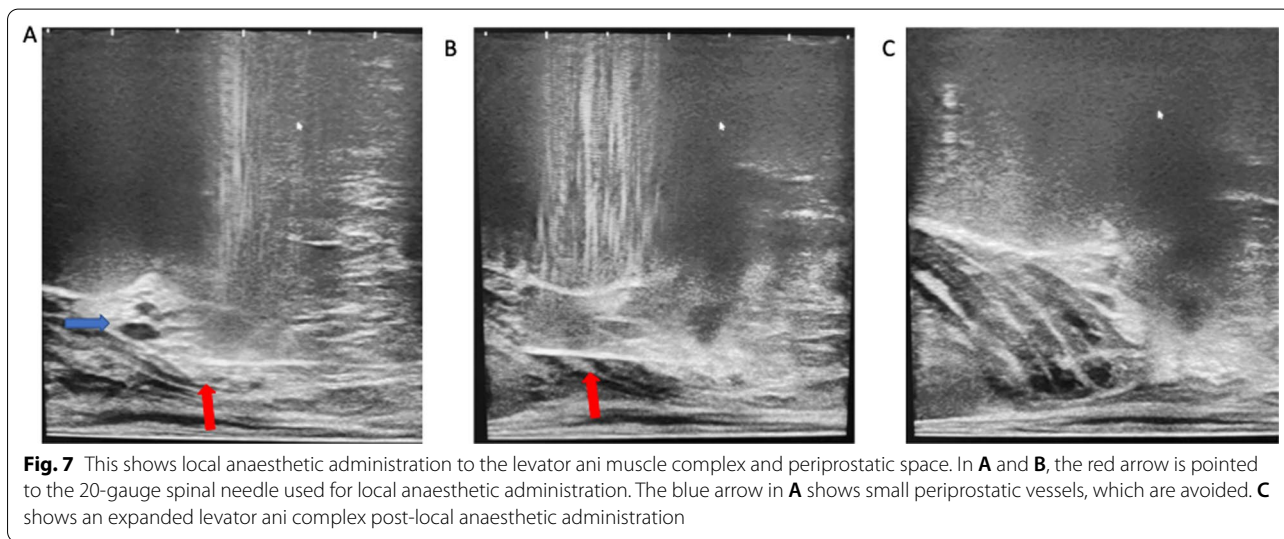 A
B
C
Fig. 7 This shows local anaesthetic administration to the levator ani muscle complex and periprostatic space. In A and B, the red arrow is pointed
to the 20-gauge spinal needle used for local anaesthetic administration. The blue arrow in A shows small periprostatic vessels, which are avoided. C
shows an expanded levator ani complex post-local anaesthetic administration